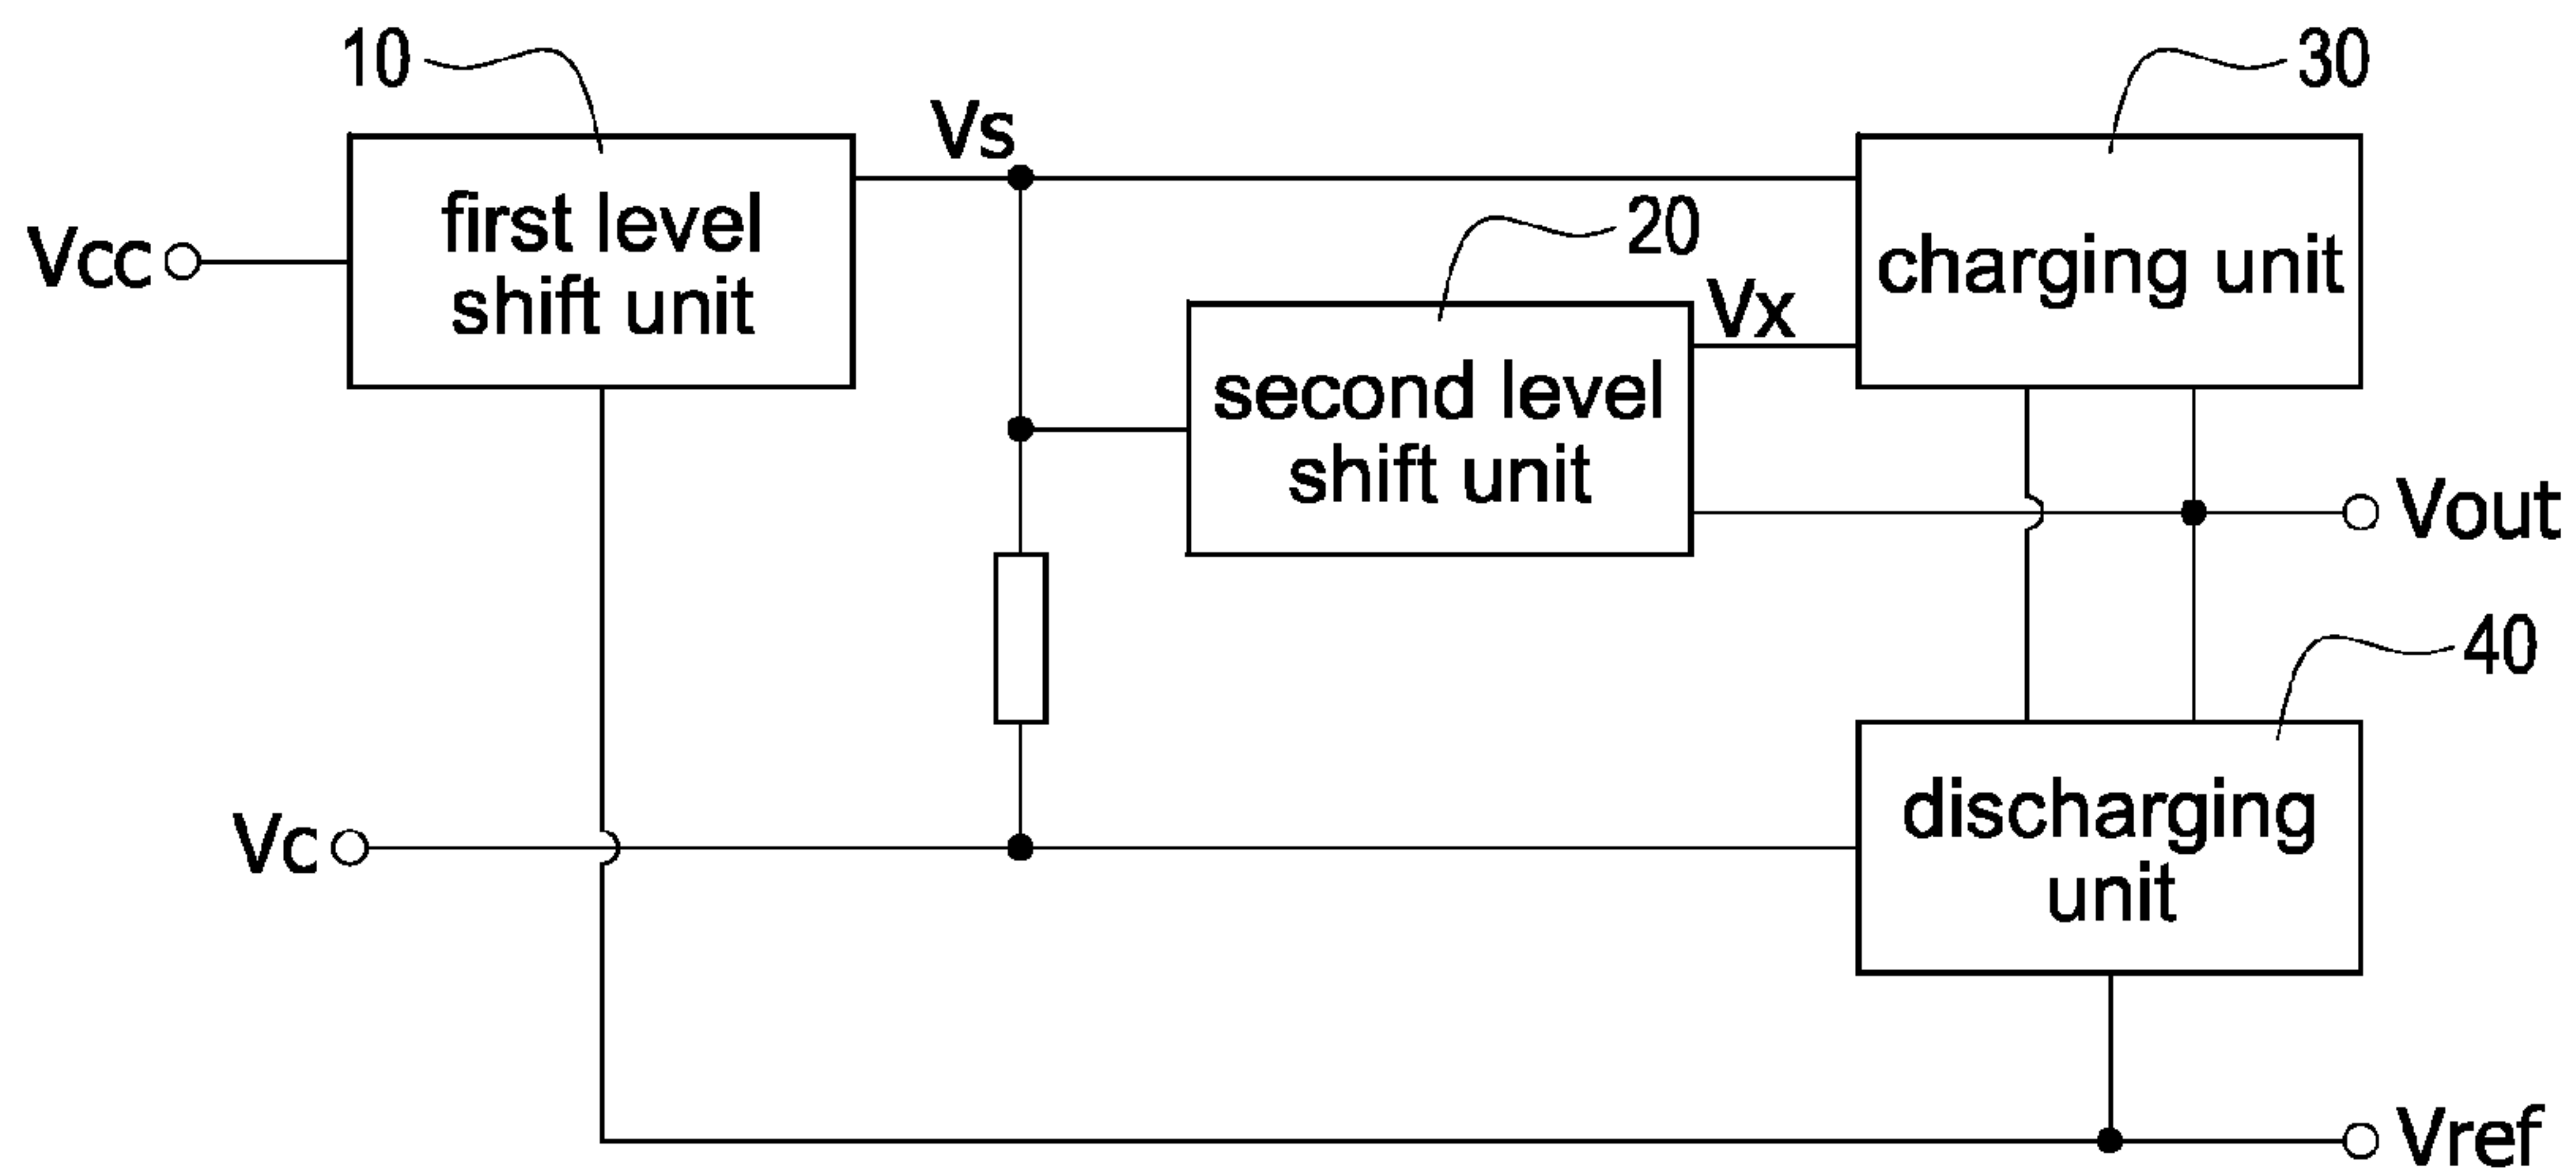 10
30
Vs
20
Vcc
first level
shift unit
charging unit
Vx
second level
shift unit
Vout
40
Vc
discharging
unit
Vref